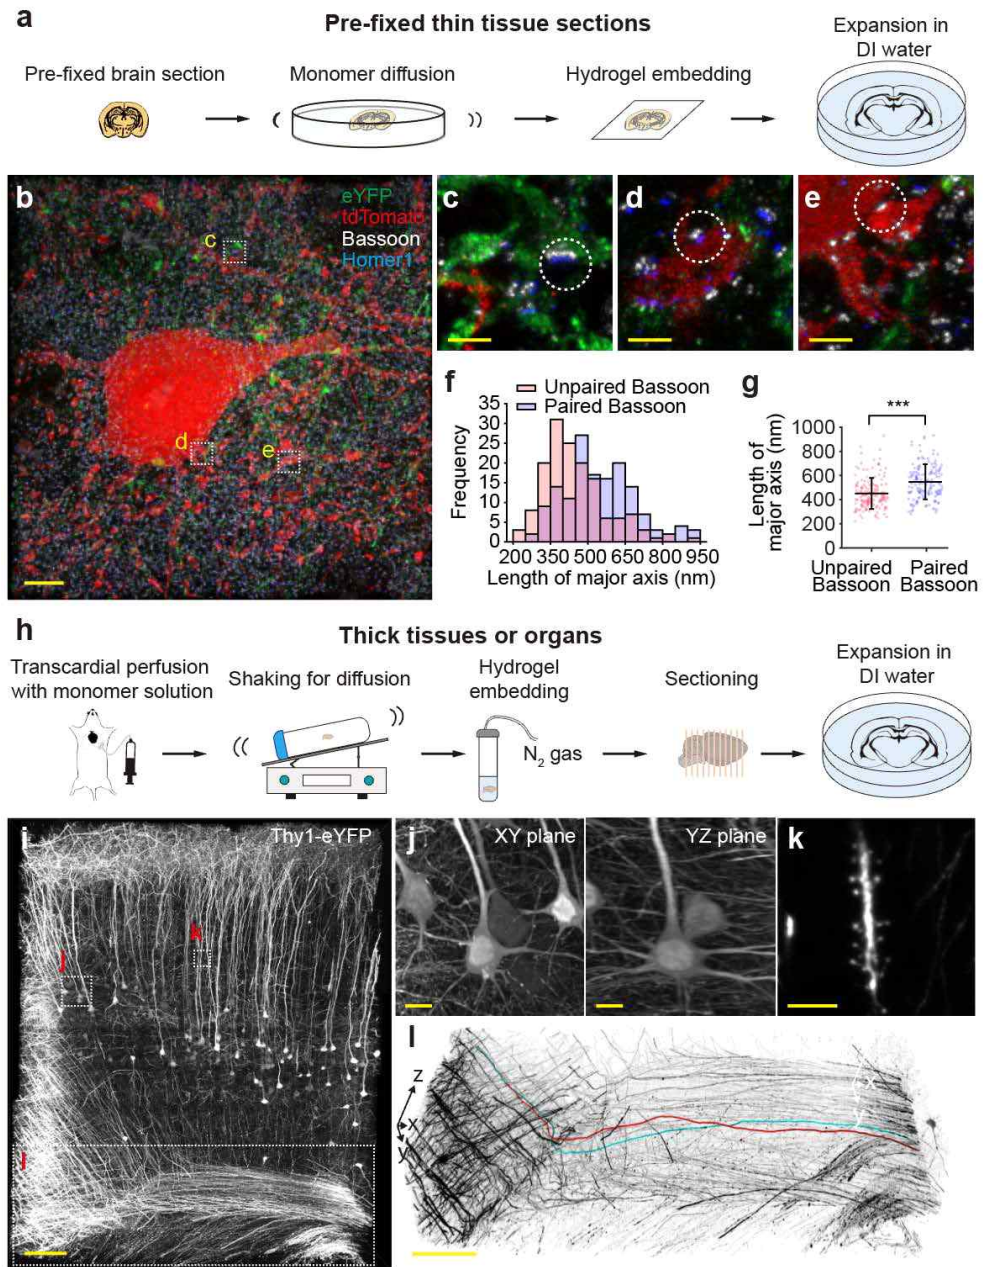 a
Pre-fixed thin tissue sections
Pre-fixed brain section
Monomer diffusion
Hydrogel embedding
Expansion in
DI water
b
eYFP
tdTomato
Bassoon
Homer1
c
d
e
c
d
e
f
Unpaired Bassoon
Paired Bassoon
Frequency
35
30
25
20
15
10
5
0
200 350 500 650 800 950
Length of major axis (nm)
g
***
Length of
major axis (nm)
1000
800
600
400
200
0
Unpaired
Bassoon
Paired
Bassoon
h
Thick tissues or organs
Transcardial perfusion
with monomer solution
Shaking for diffusion
Hydrogel
embedding
N2 gas
Sectioning
Expansion in
DI water
i
Thy1-eYFP
j
k
l
j
XY plane
YZ plane
k
l
z
x
y